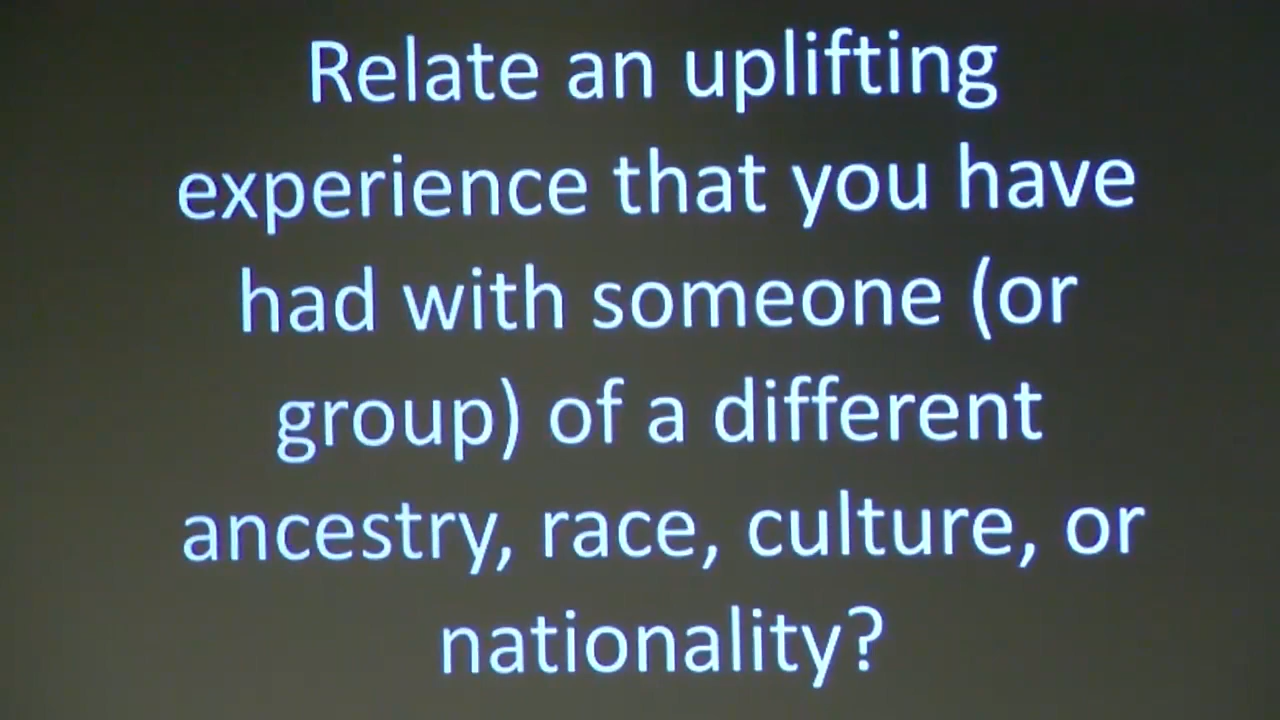 Relate an uplifting
experience that you have
had with someone (or
group) of a different
ancestry, race, culture, or
nationality?